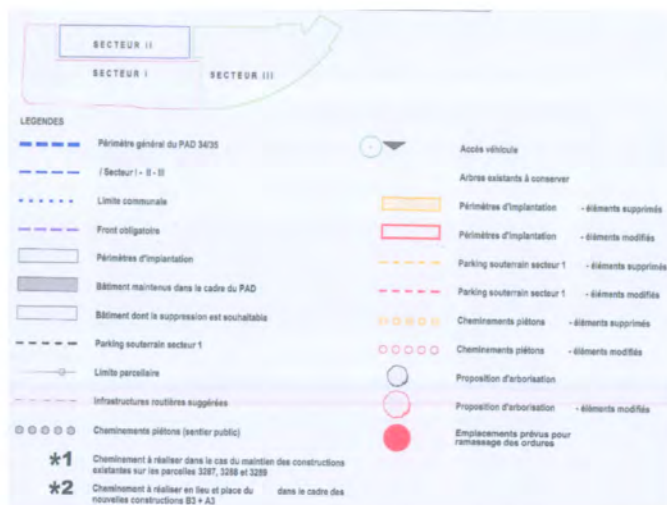 SECTEUR II
SECTEUR I
SECTEUR III
LEGENDES
Périmètre général du PAD 34/35
/ Secteur I - II - III
Limite communale
Front obligatoire
Périmètres d'implantation
Bâtiment maintenus dans le cadre du PAD
Bâtiment dont la suppression est souhaitable
Parking souterrain secteur 1
Limite parcellaire
Infrastructures routières suggérées
Cheminements piétons (sentier public)
*1 Cheminement à réaliser dans le cas du maintien des constructions
existantes sur les parcelles 3287, 3288 et 3289
*2 Cheminement à réaliser en lieu et place du dans le cadre des
nouvelles constructions B3 + A3
Accès véhicule
Arbres existants à conserver
Périmètres d'implantation - éléments supprimés
Périmètres d'implantation - éléments modifiés
Parking souterrain secteur 1 - éléments supprimés
Parking souterrain secteur 1 - éléments modifiés
Cheminements piétons - éléments supprimés
Cheminements piétons - éléments modifiés
Proposition d'arborisation
Proposition d'arborisation - éléments modifiés
Emplacements prévus pour
ramassage des ordures